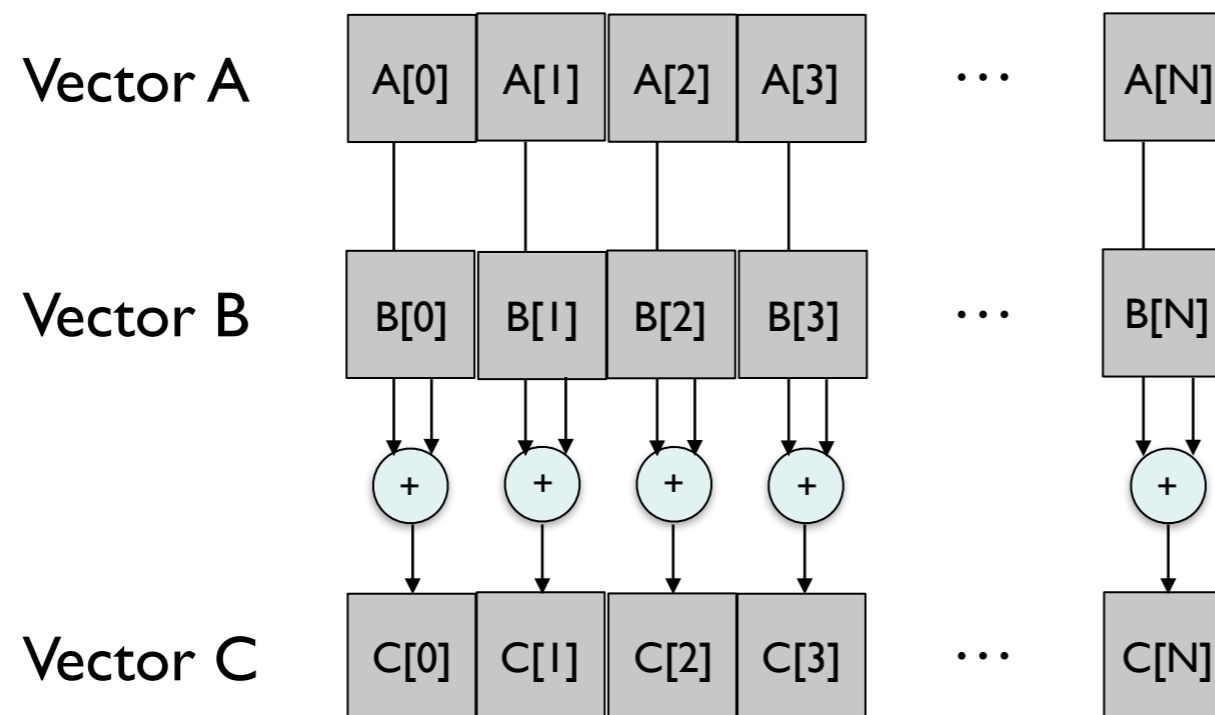 Vector A A[0] A[1] A[2] A[3] ... A[N]
Vector B B[0] B[1] B[2] B[3] ... B[N]
+ + + + +
Vector C C[0] C[1] C[2] C[3] ... C[N]